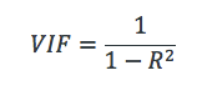 VIF = 1 / (1 − R²)